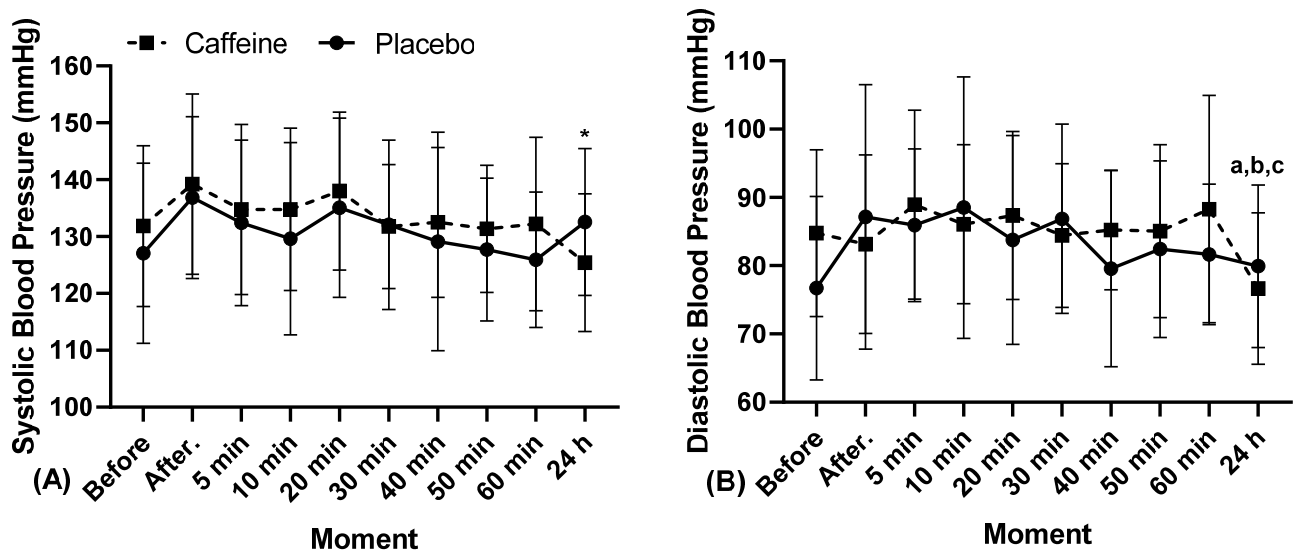 Caffeine
Placebo
Systolic Blood Pressure (mmHg)
160
150
140
130
120
110
100
*
Before
After.
5 min
10 min
20 min
30 min
40 min
50 min
60 min
24 h
(A)
Moment
Diastolic Blood Pressure (mmHg)
110
100
90
80
70
60
a,b,c
Before
After.
5 min
10 min
20 min
30 min
40 min
50 min
60 min
24 h
(B)
Moment